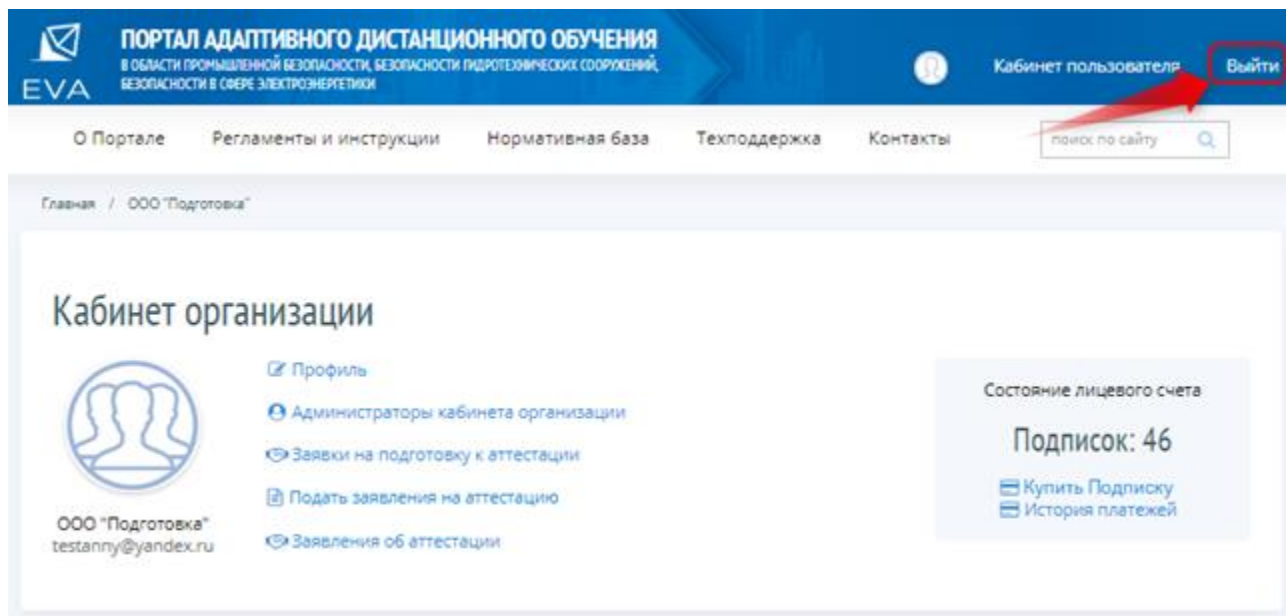 ПОРТАЛ АДАПТИВНОГО ДИСТАНЦИОННОГО ОБУЧЕНИЯ
В ОБЛАСТИ ПРОМЫШЛЕННОЙ БЕЗОПАСНОСТИ, БЕЗОПАСНОСТИ ГИДРОТЕХНИЧЕСКИХ СООРУЖЕНИЙ,
БЕЗОПАСНОСТИ В СФЕРЕ ЭЛЕКТРОЭНЕРГЕТИКИ
EVA
Кабинет пользователя Выйти
О Портале Регламенты и инструкции Нормативная база Техподдержка Контакты поиск по сайту
Главная / ООО "Подготовка"
Кабинет организации
Профиль
Администраторы кабинета организации
Заявки на подготовку к аттестации
Подать заявления на аттестацию
Заявления об аттестации
ООО "Подготовка"
testanny@yandex.ru
Состояние лицевого счета
Подписок: 46
Купить Подписку
История платежей